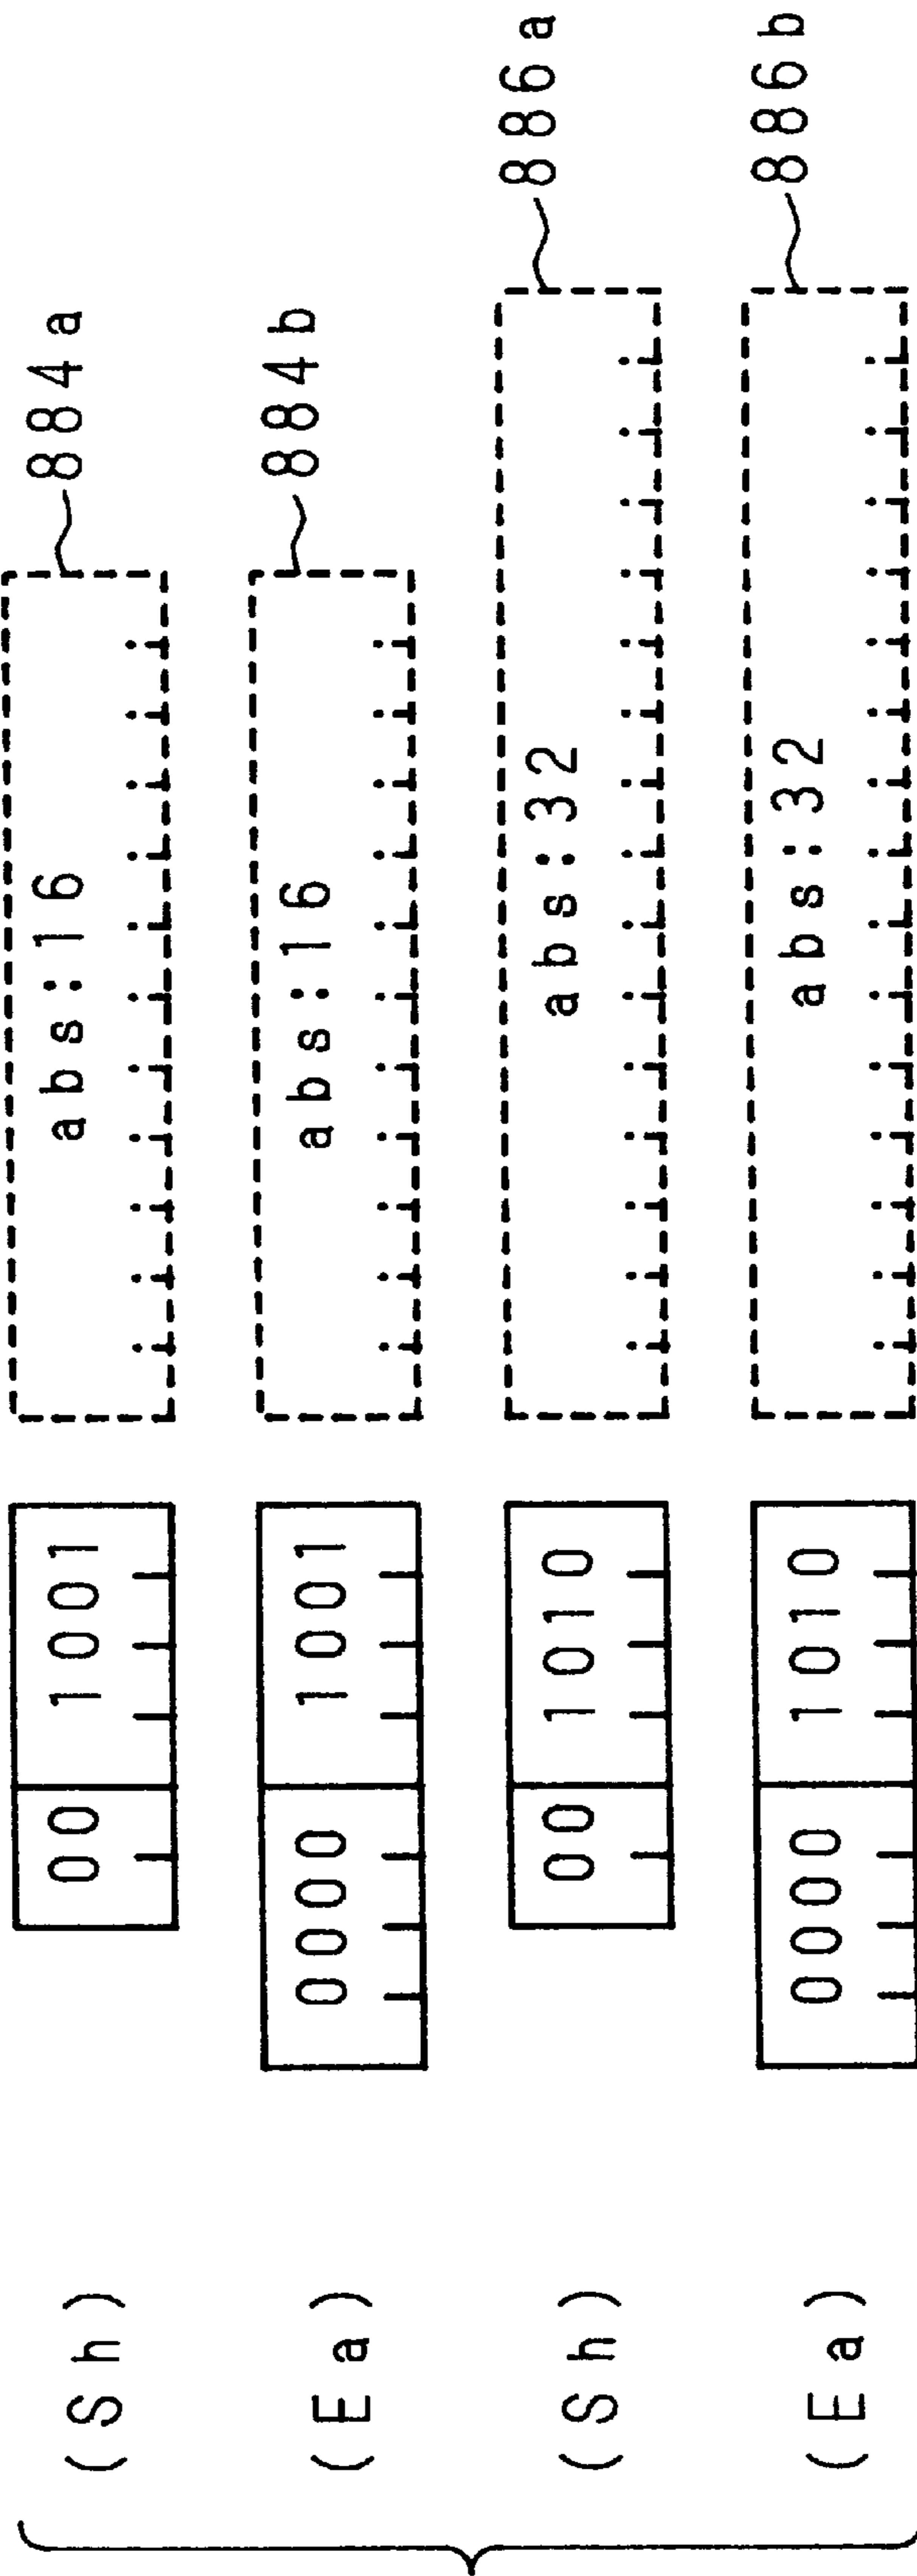 (Sh) 00 1001 abs:16 884a
(Ea) 0000 1001 abs:16 884b
(Sh) 00 1010 abs:32 886a
(Ea) 0000 1010 abs:32 886b